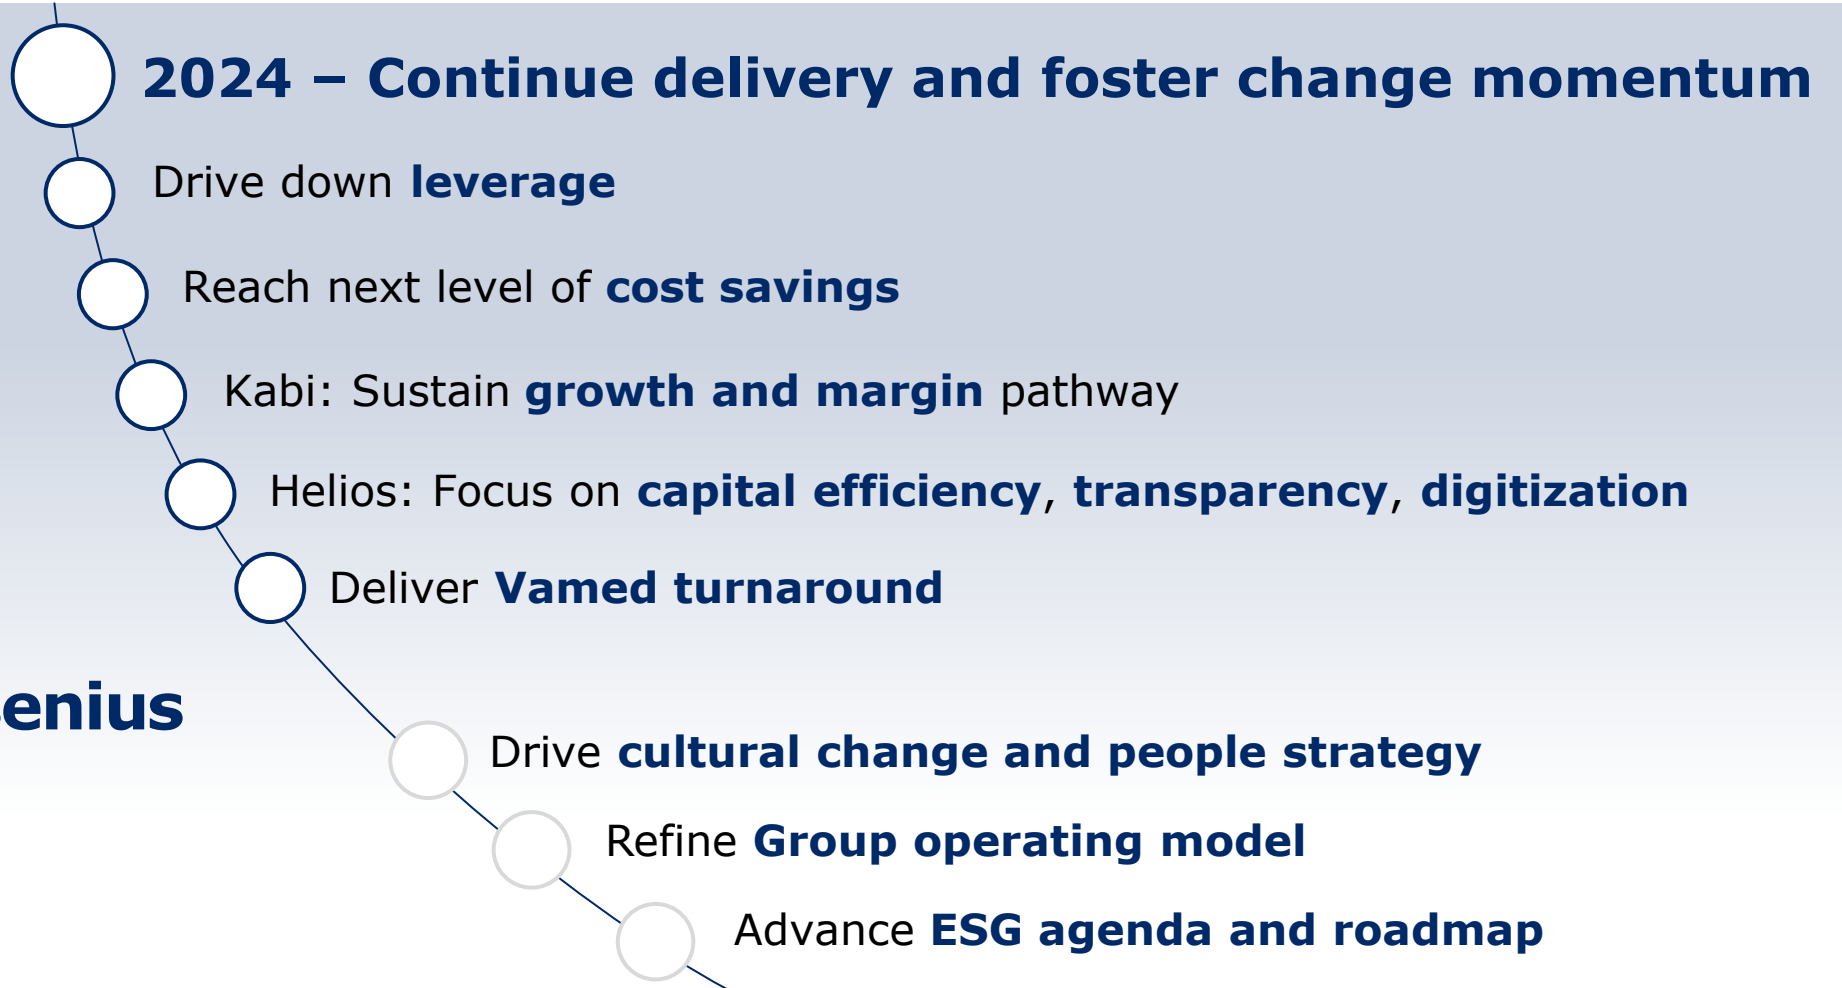 2024 – Continue delivery and foster change momentum
Drive down leverage
Reach next level of cost savings
Kabi: Sustain growth and margin pathway
Helios: Focus on capital efficiency, transparency, digitization
Deliver Vamed turnaround
enius
Drive cultural change and people strategy
Refine Group operating model
Advance ESG agenda and roadmap